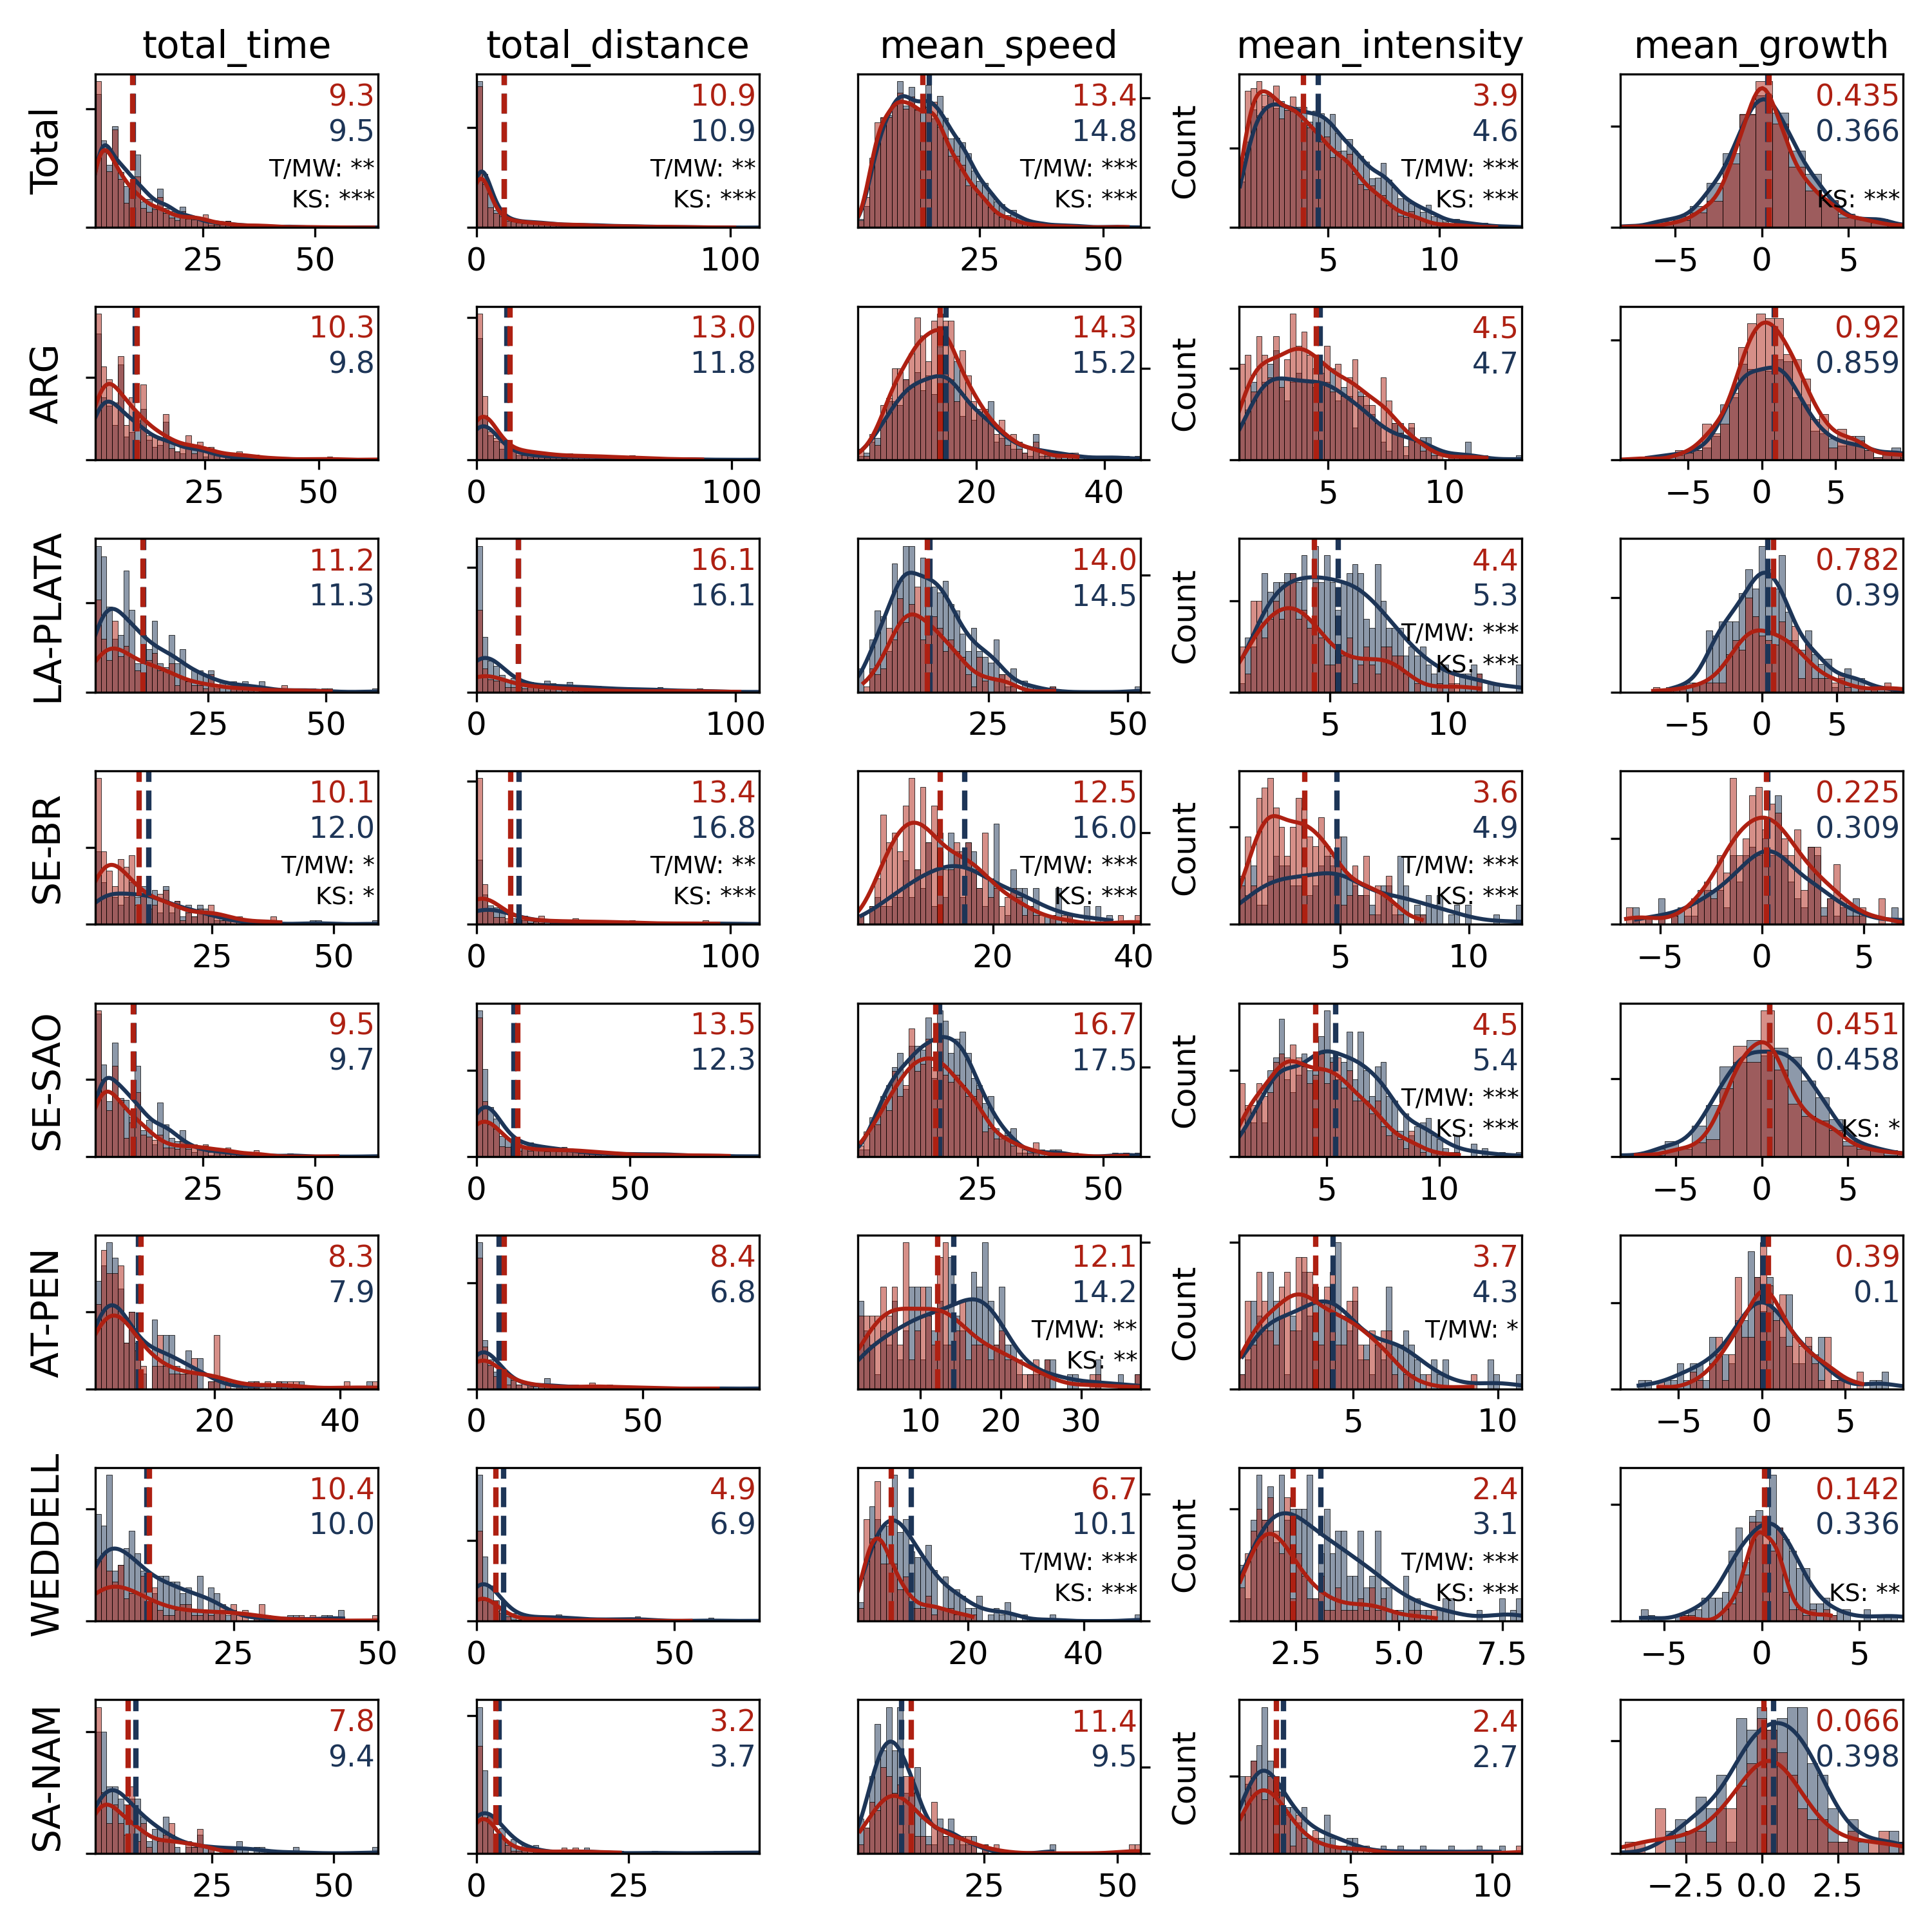 total_time total_distance mean_speed mean_intensity mean_growth
Total
9.3
9.5
T/MW: **
KS: ***
25 50
10.9
10.9
T/MW: **
KS: ***
0 100
13.4
14.8
T/MW: ***
KS: ***
25 50
Count
3.9
4.6
T/MW: ***
KS: ***
5 10
0.435
0.366
KS: ***
−5 0 5
ARG
10.3
9.8
25 50
13.0
11.8
0 100
14.3
15.2
20 40
Count
4.5
4.7
5 10
0.92
0.859
−5 0 5
LA-PLATA
11.2
11.3
25 50
16.1
16.1
0 100
14.0
14.5
25 50
Count
4.4
5.3
T/MW: ***
KS: ***
5 10
0.782
0.39
−5 0 5
SE-BR
10.1
12.0
T/MW: *
KS: *
25 50
13.4
16.8
T/MW: **
KS: ***
0 100
12.5
16.0
T/MW: ***
KS: ***
20 40
Count
3.6
4.9
T/MW: ***
KS: ***
5 10
0.225
0.309
−5 0 5
SE-SAO
9.5
9.7
25 50
13.5
12.3
0 50
16.7
17.5
25 50
Count
4.5
5.4
T/MW: ***
KS: ***
5 10
0.451
0.458
KS: *
−5 0 5
AT-PEN
8.3
7.9
20 40
8.4
6.8
0 50
12.1
14.2
T/MW: **
KS: **
10 20 30
Count
3.7
4.3
T/MW: *
5 10
0.39
0.1
−5 0 5
WEDDELL
10.4
10.0
25 50
4.9
6.9
0 50
6.7
10.1
T/MW: ***
KS: ***
20 40
Count
2.4
3.1
T/MW: ***
KS: ***
2.5 5.0 7.5
0.142
0.336
KS: **
−5 0 5
SA-NAM
7.8
9.4
25 50
3.2
3.7
0 25
11.4
9.5
25 50
Count
2.4
2.7
5 10
0.066
0.398
−2.5 0.0 2.5